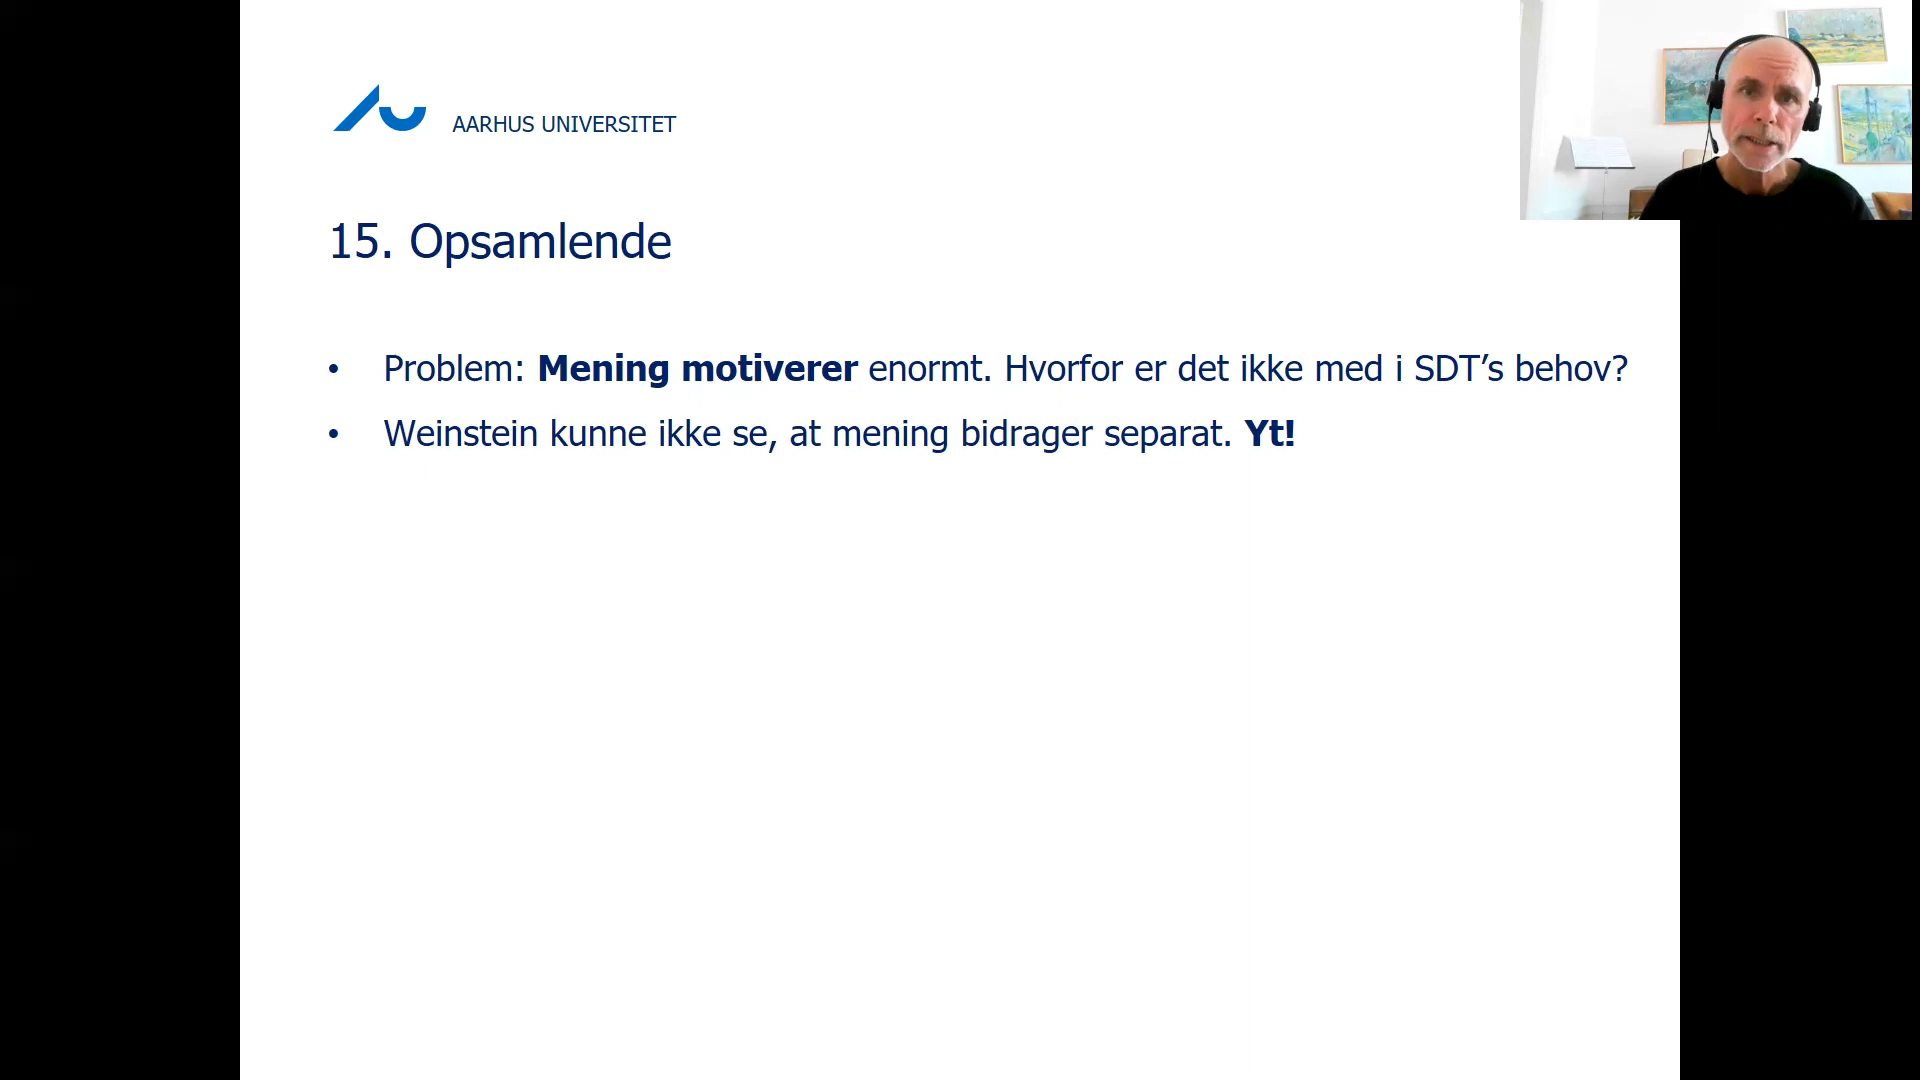 AARHUS UNIVERSITET
15. Opsamlende
• Problem: Mening motiverer enormt. Hvorfor er det ikke med i SDT’s behov?
• Weinstein kunne ikke se, at mening bidrager separat. Yt!